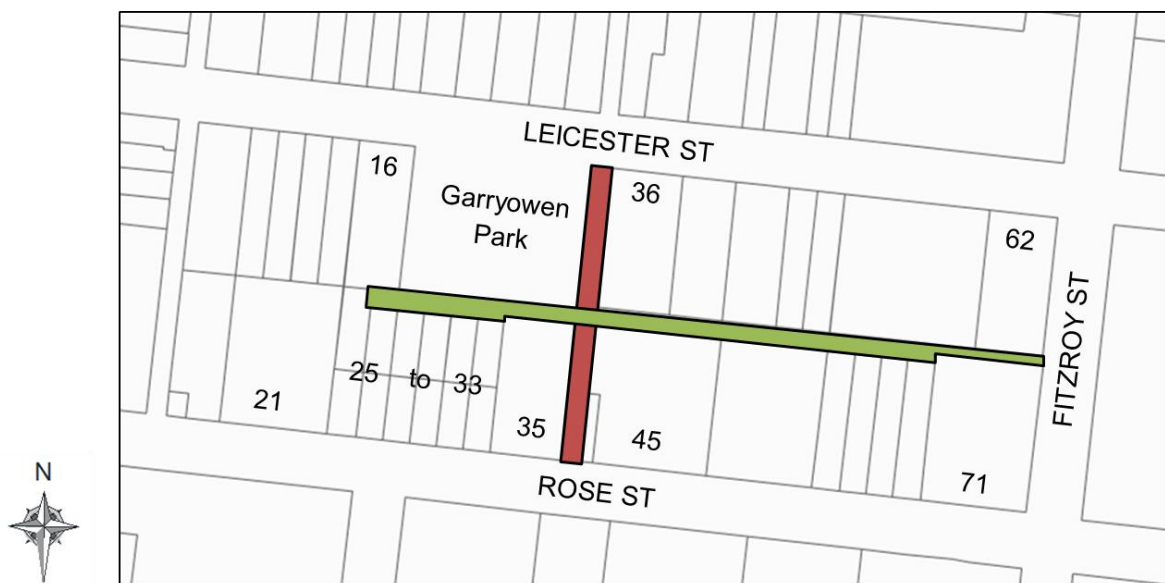 LEICESTER ST
16
Garryowen
Park
36
62
FITZROY ST
25 to 33
21
35
45
71
ROSE ST
N